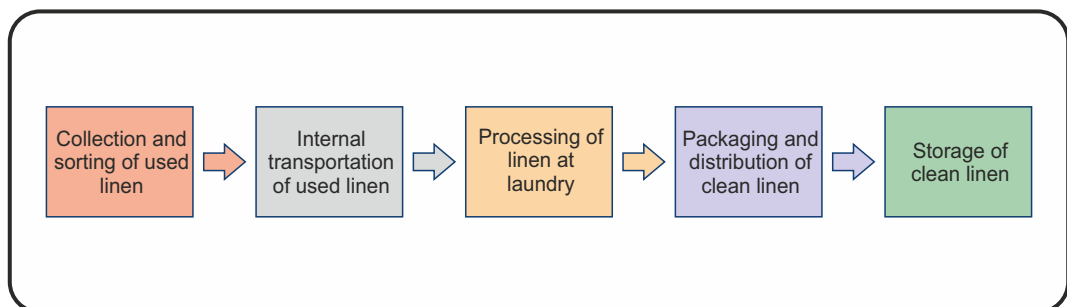 Collection and
sorting of used
linen
Internal
transportation
of used linen
Processing of
linen at
laundry
Packaging and
distribution of
clean linen
Storage of
clean linen